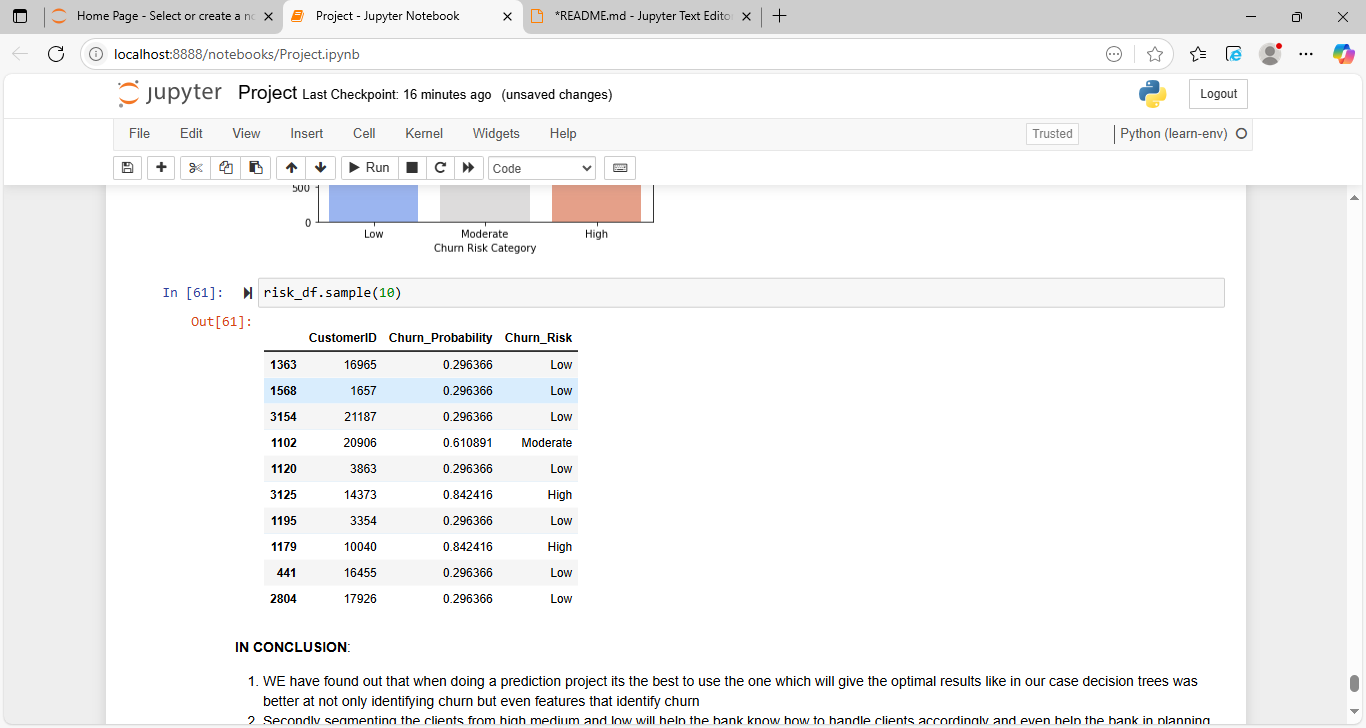 Home Page - Select or create a no
Project - Jupyter Notebook
*README.md - Jupyter Text Edito
localhost:8888/notebooks/Project.ipynb
jupyter Project Last Checkpoint: 16 minutes ago (unsaved changes)
Logout
File Edit View Insert Cell Kernel Widgets Help
Trusted
Python (learn-env)
Run
Code
500
0
Low Moderate High
Churn Risk Category
In [61]: risk_df.sample(10)
Out[61]:
CustomerID Churn_Probability Churn_Risk
1363 16965 0.296366 Low
1568 1657 0.296366 Low
3154 21187 0.296366 Low
1102 20906 0.610891 Moderate
1120 3863 0.296366 Low
3125 14373 0.842416 High
1195 3354 0.296366 Low
1179 10040 0.842416 High
441 16455 0.296366 Low
2804 17926 0.296366 Low
IN CONCLUSION:
1. WE have found out that when doing a prediction project its the best to use the one which will give the optimal results like in our case decision trees was
better at not only identifying churn but even features that identify churn
2. Secondly segmenting the clients from high medium and low will help the bank know how to handle clients accordingly and even help the bank in planning